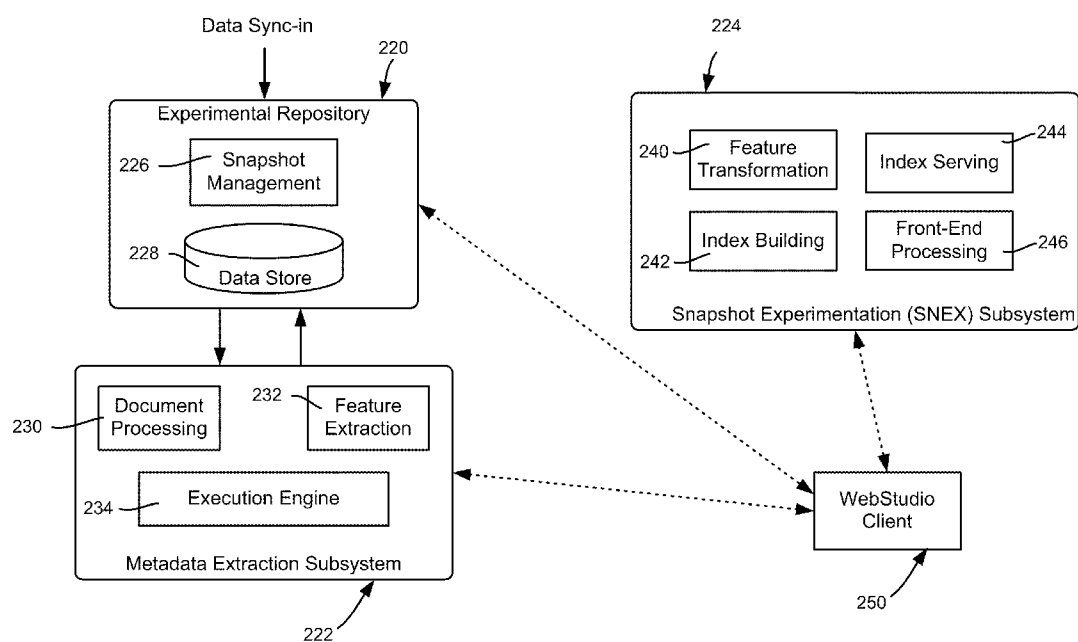 Data Sync-in
220
Experimental Repository
226
Snapshot
Management
228
Data Store
224
240
Feature
Transformation
244
Index Serving
242
Index Building
Front-End
Processing
246
Snapshot Experimentation (SNEX) Subsystem
230
Document
Processing
232
Feature
Extraction
234
Execution Engine
Metadata Extraction Subsystem
222
WebStudio
Client
250